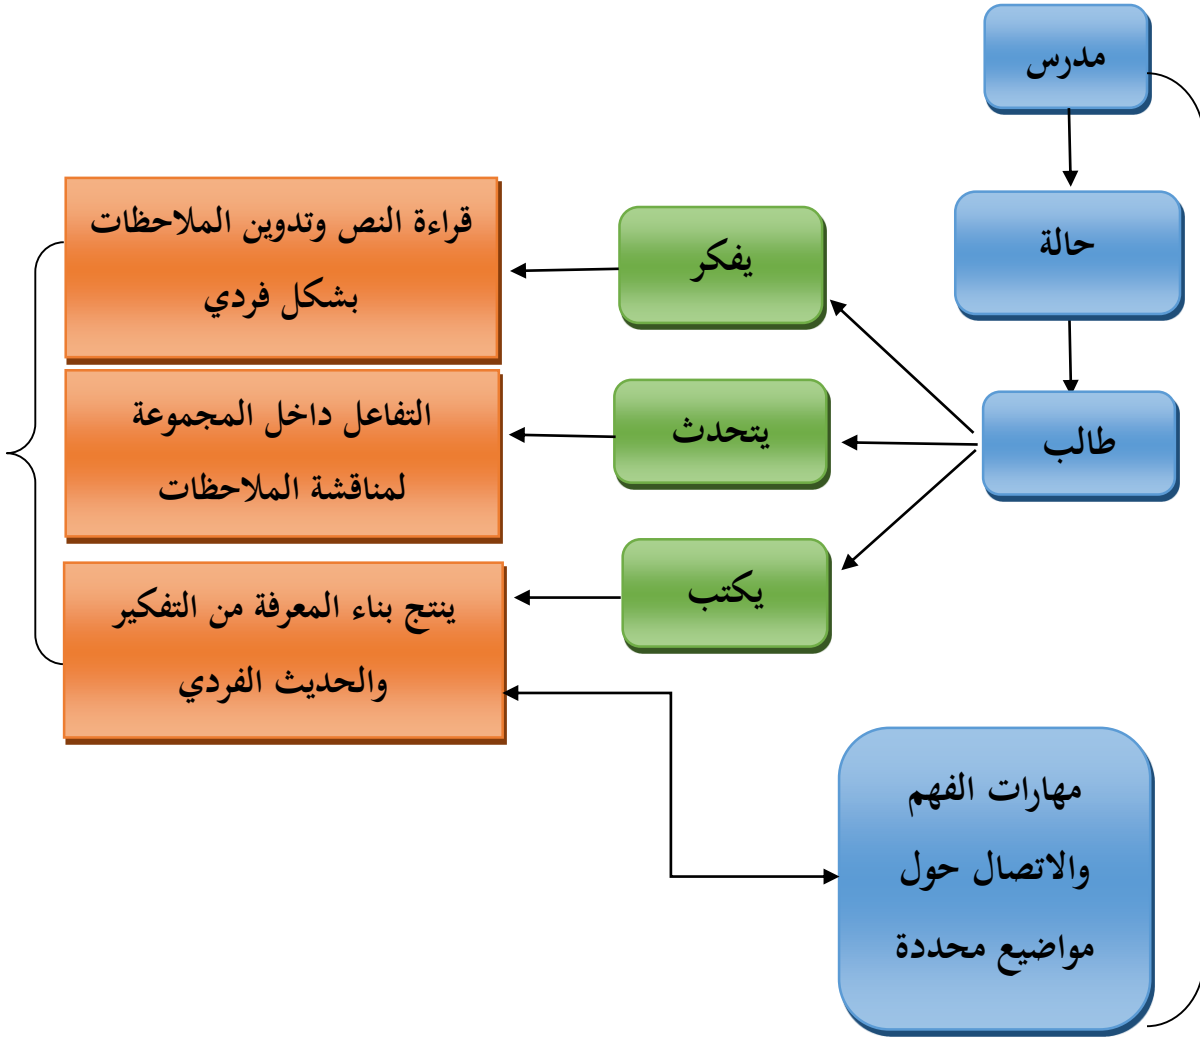 مدرس
حالة
طالب
يفكر
قراءة النص وتدوين الملاحظات
بشكل فردي
يتحدث
التفاعل داخل المجموعة
لمناقشة الملاحظات
يكتب
ينتج بناء المعرفة من التفكير
والحديث الفردي
مهارات الفهم
والاتصال حول
مواضيع محددة